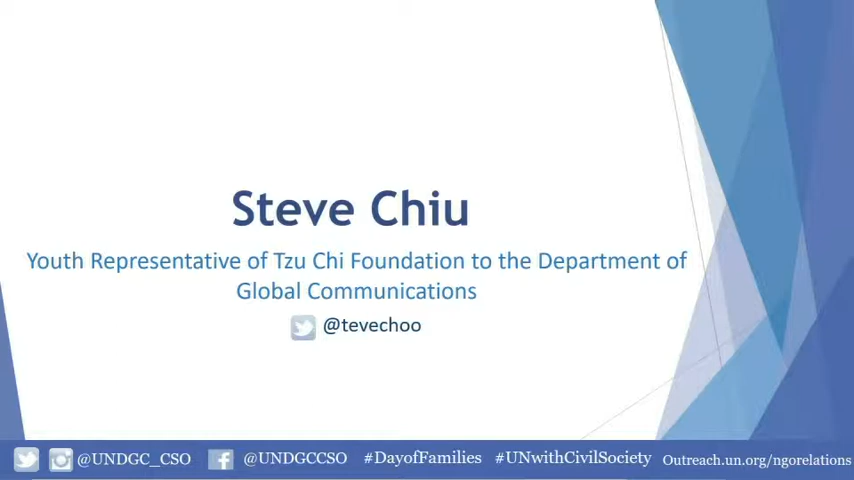 Steve Chiu
Youth Representative of Tzu Chi Foundation to the Department of
Global Communications
@tevechoo
@UNDGC_CSO @UNDGCCSO #DayofFamilies #UNwithCivilSociety Outreach.un.org/ngorelations